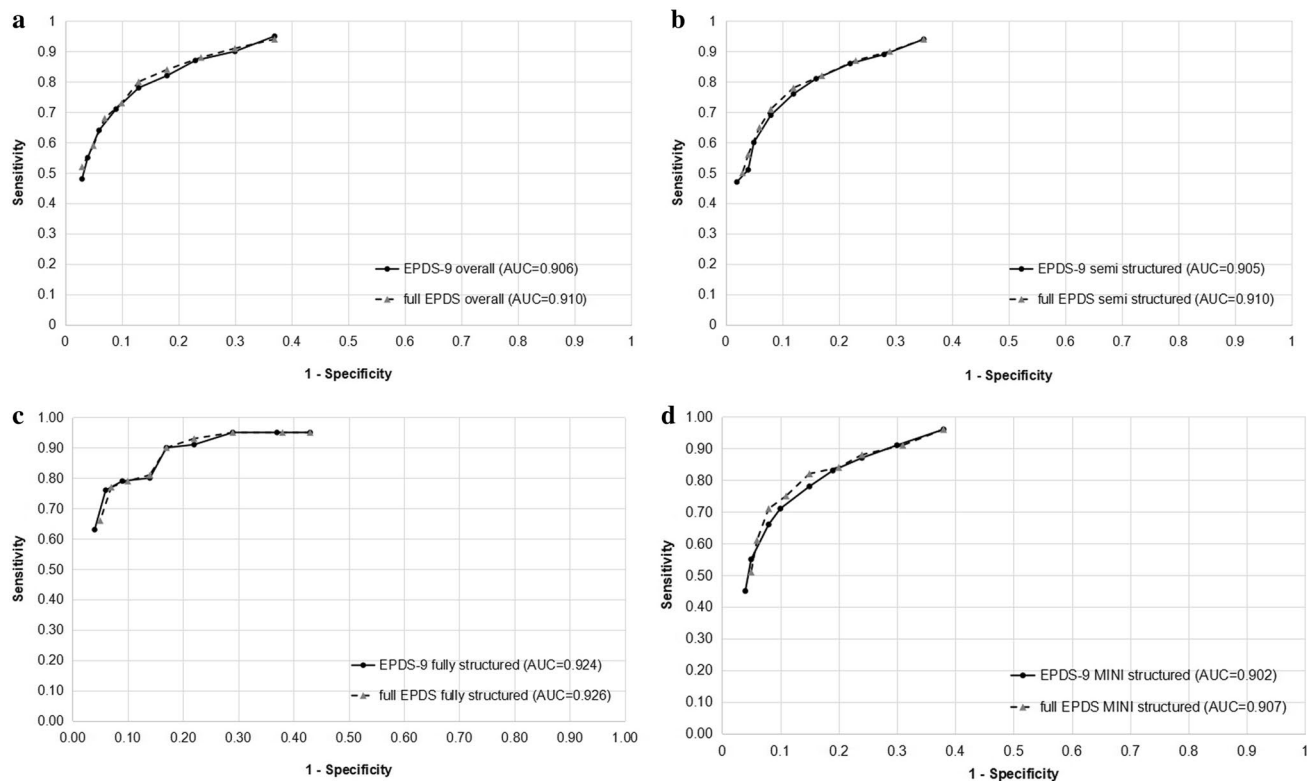 a
1
0.9
0.8
0.7
0.6
0.5
0.4
0.3
0.2
0.1
0
Sensitivity
EPDS-9 overall (AUC=0.906)
full EPDS overall (AUC=0.910)
0 0.1 0.2 0.3 0.4 0.5 0.6 0.7 0.8 0.9 1
1 - Specificity
b
1
0.9
0.8
0.7
0.6
0.5
0.4
0.3
0.2
0.1
0
Sensitivity
EPDS-9 semi structured (AUC=0.905)
full EPDS semi structured (AUC=0.910)
0 0.1 0.2 0.3 0.4 0.5 0.6 0.7 0.8 0.9 1
1 - Specificity
c
1.00
0.90
0.80
0.70
0.60
0.50
0.40
0.30
0.20
0.10
0.00
Sensitivity
EPDS-9 fully structured (AUC=0.924)
full EPDS fully structured (AUC=0.926)
0.00 0.10 0.20 0.30 0.40 0.50 0.60 0.70 0.80 0.90 1.00
1 - Specificity
d
1.00
0.90
0.80
0.70
0.60
0.50
0.40
0.30
0.20
0.10
0.00
Sensitivity
EPDS-9 MINI structured (AUC=0.902)
full EPDS MINI structured (AUC=0.907)
0 0.1 0.2 0.3 0.4 0.5 0.6 0.7 0.8 0.9 1
1 - Specificity